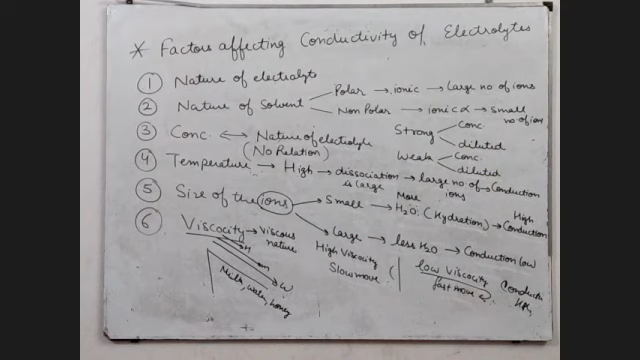 * Factors affecting Conductivity of Electrolytes
1 Nature of electrolyte
2 Nature of Solvent
Polar → ionic → Large no of ions
Non Polar → ionic α → small no of ion
3 Conc ↔ Nature of electrolyte
(No Relation)
Strong
Conc
diluted
Weak
Conc
diluted
4 Temperature → High → dissociation is large → large no of ions → Conduction
5 Size of the ions
Small → More H2O (Hydration) → High Conduction
Large → less H2O → Conduction low
6 Viscocity → Viscous nature
Milk, water, honey
W
High Viscocity
Slow move
low Viscocity
fast move